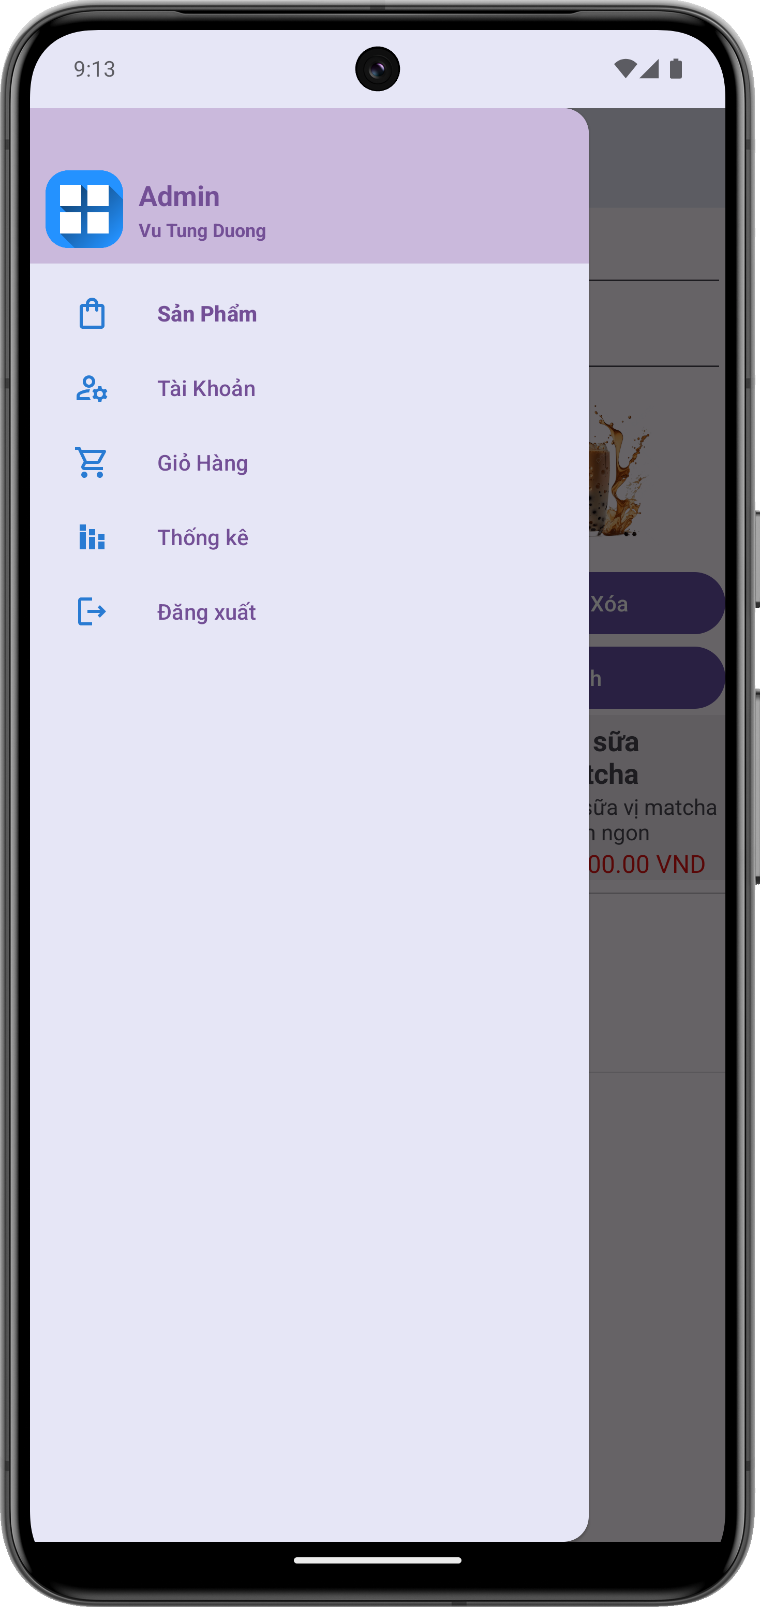 9:13
Admin
Vu Tung Duong
Sản Phẩm
Tài Khoản
Giỏ Hàng
Thống kê
Đăng xuất
Xóa
sữa
sữa vị matcha
ngon
00.00 VND